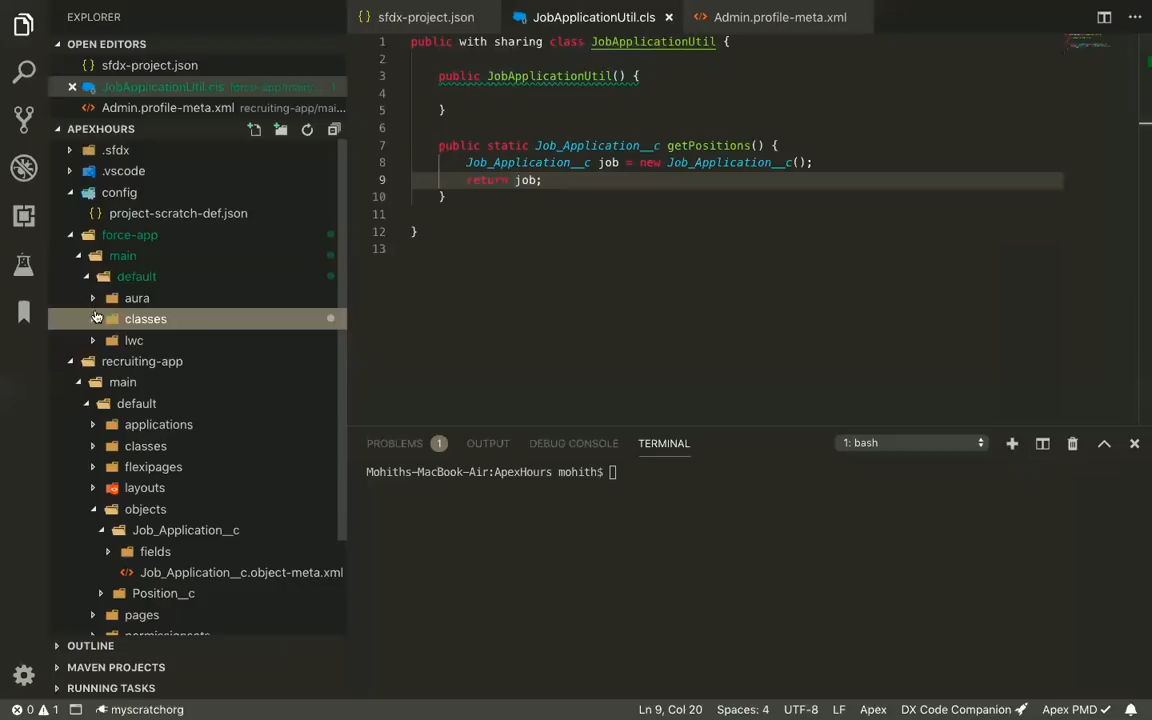 EXPLORER
OPEN EDITORS
{ } sfdx-project.json
JobApplicationUtil.cls force-app/main... 1
Admin.profile-meta.xml recruiting-app/mai...
APEXHOURS
.sfdx
.vscode
config
{ } project-scratch-def.json
force-app
main
default
aura
classes
lwc
recruiting-app
main
default
applications
classes
flexipages
layouts
objects
Job_Application__c
fields
Job_Application__c.object-meta.xml
Position__c
pages
permissionsets
OUTLINE
MAVEN PROJECTS
RUNNING TASKS
{ } sfdx-project.json
JobApplicationUtil.cls
Admin.profile-meta.xml
1 public with sharing class JobApplicationUtil {
2
3 public JobApplicationUtil() {
4
5 }
6
7 public static Job_Application__c getPositions() {
8 Job_Application__c job = new Job_Application__c();
9 return job;
10 }
11
12 }
13
PROBLEMS 1 OUTPUT DEBUG CONSOLE TERMINAL 1: bash
Mohiths-MacBook-Air:ApexHours mohith$
0 1 myscratchorg Ln 9, Col 20 Spaces: 4 UTF-8 LF Apex DX Code Companion Apex PMD